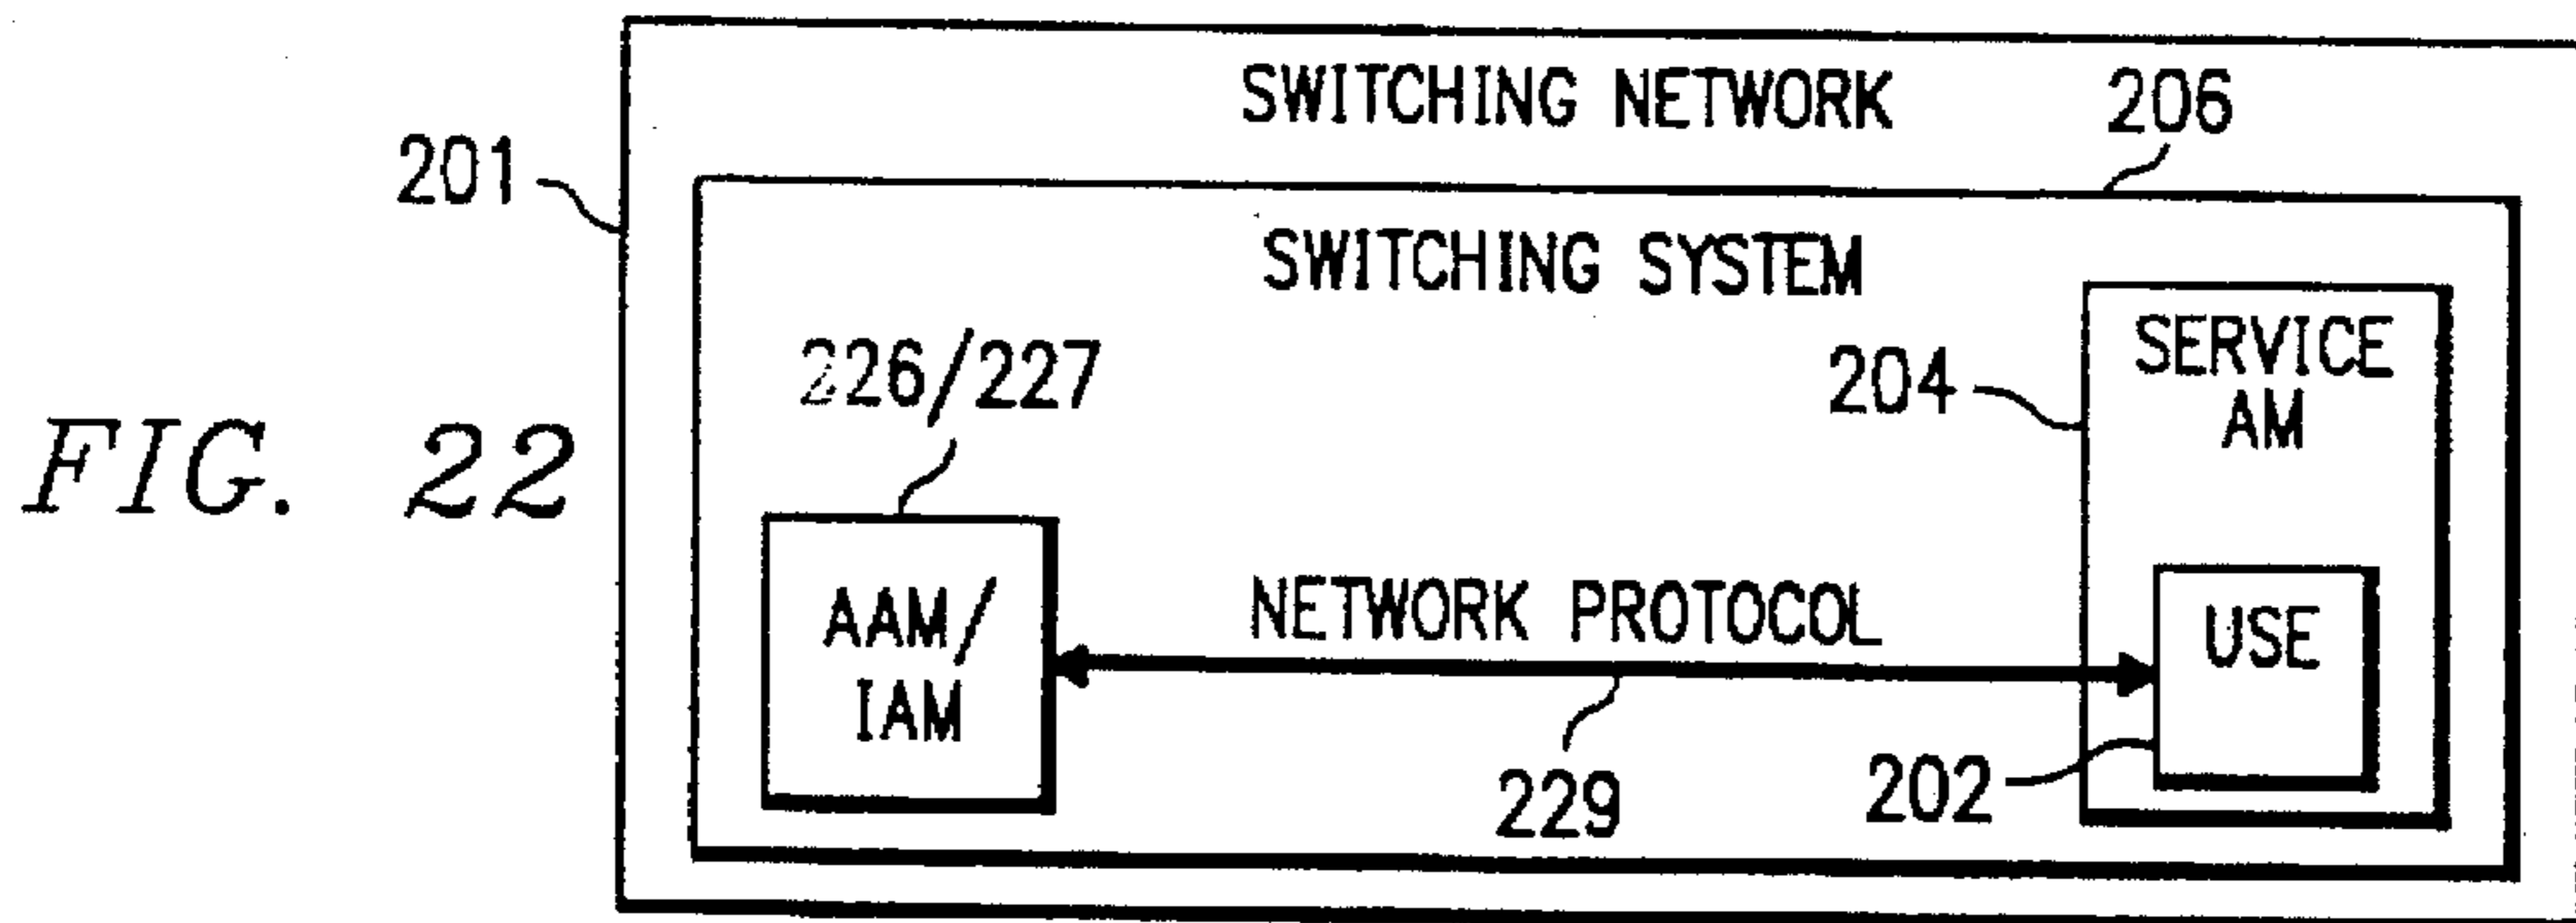 SWITCHING NETWORK
206
201
SWITCHING SYSTEM
226/227
204
SERVICE
AM
FIG. 22
AAM/
IAM
NETWORK PROTOCOL
USE
229
202